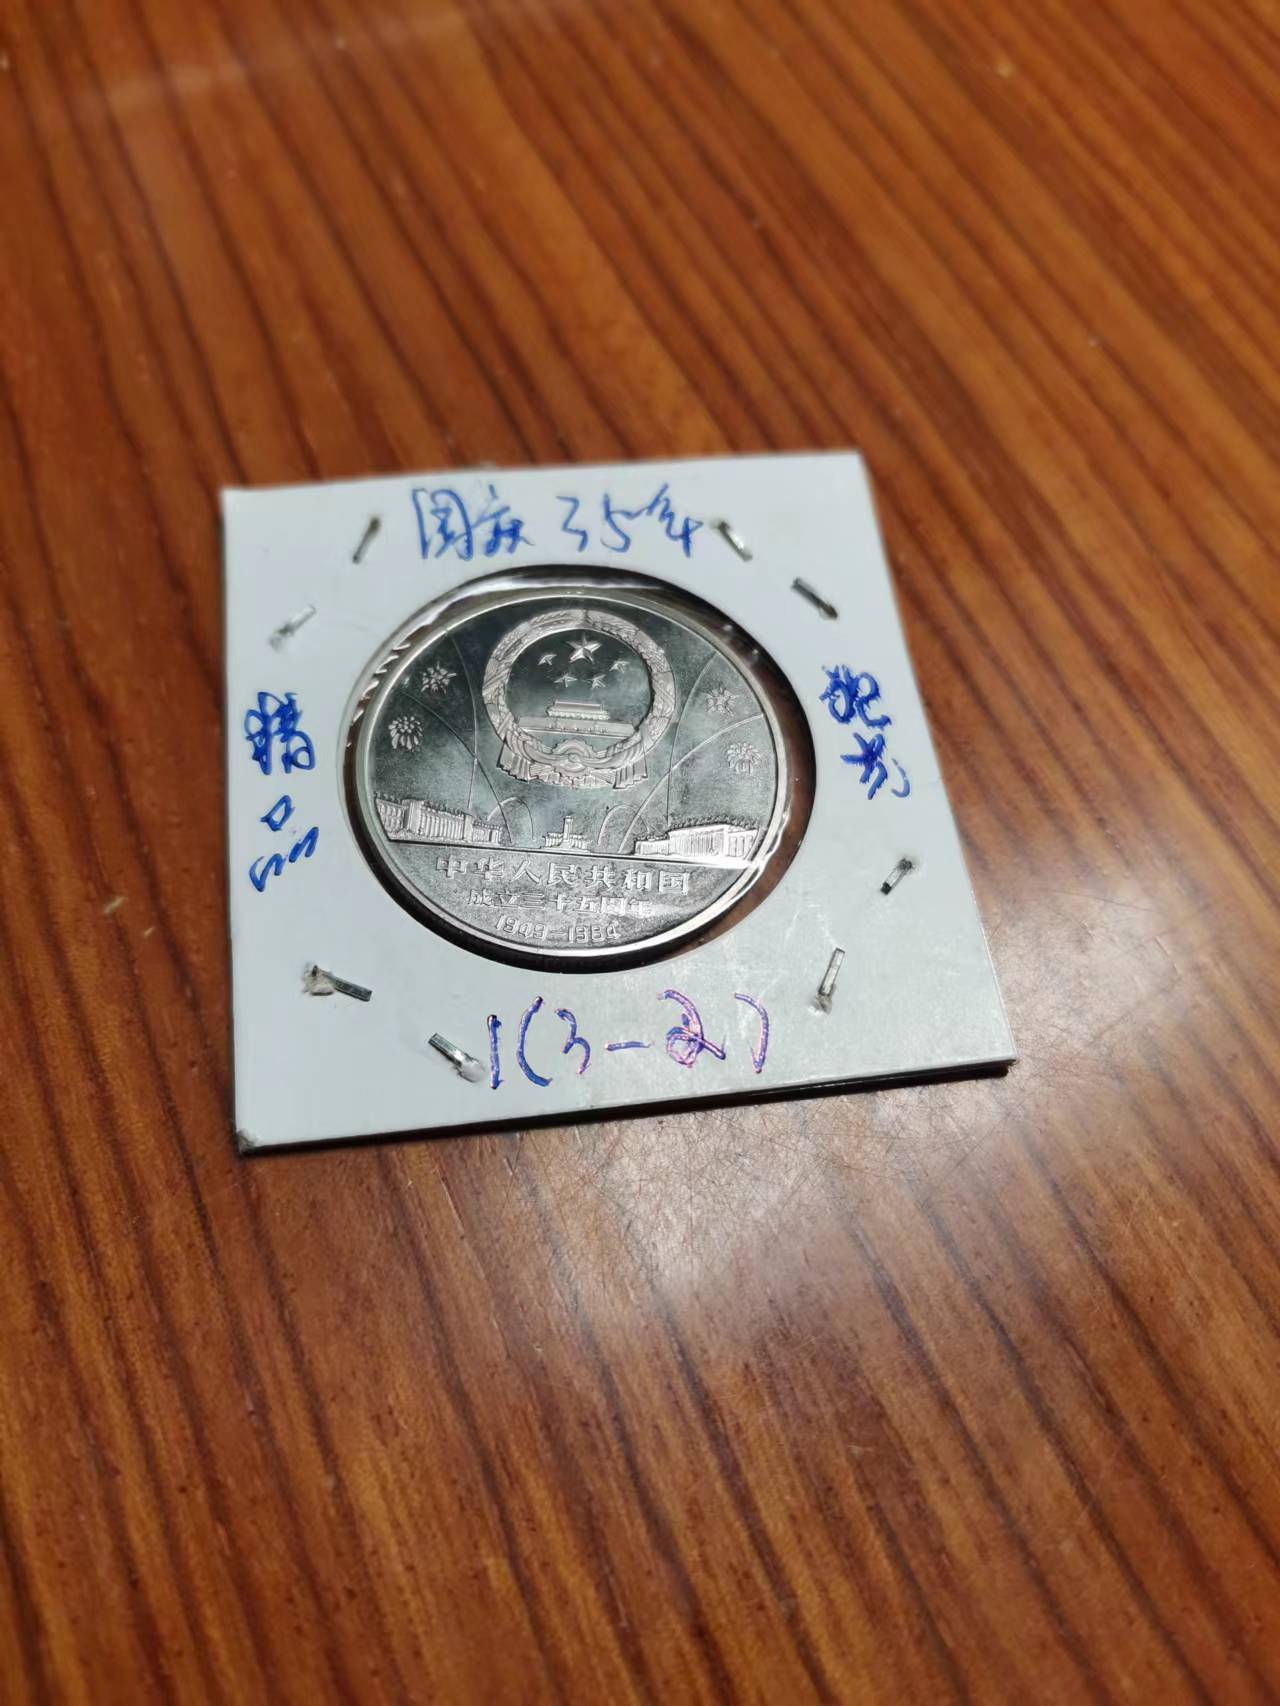 国庆35年
精品
纪光
中华人民共和国
成立三十五周年
1949-1984
1(3-2)